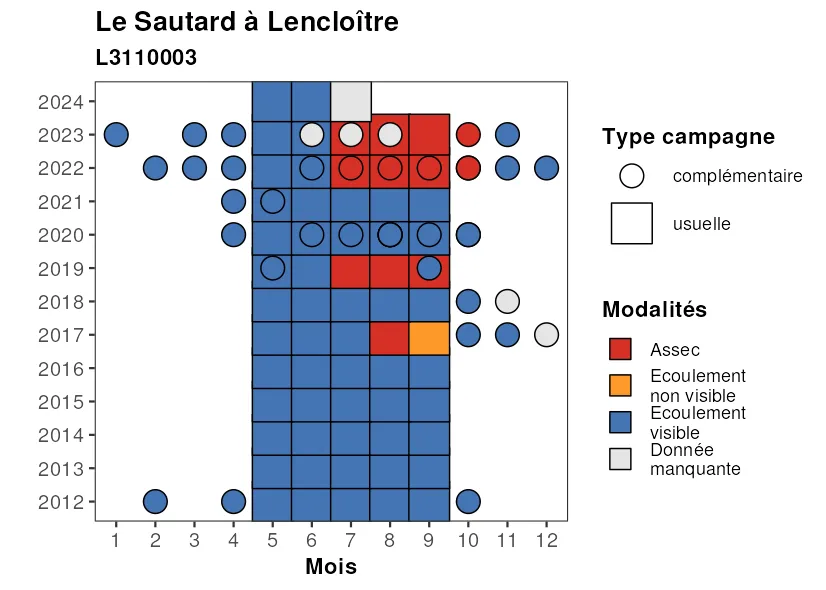 Le Sautard à Lencloître
L3110003
2024
2023
2022
2021
2020
2019
2018
2017
2016
2015
2014
2013
2012
1 2 3 4 5 6 7 8 9 10 11 12
Mois
Type campagne
complémentaire
usuelle
Modalités
Assec
Ecoulement
non visible
Ecoulement
visible
Donnée
manquante